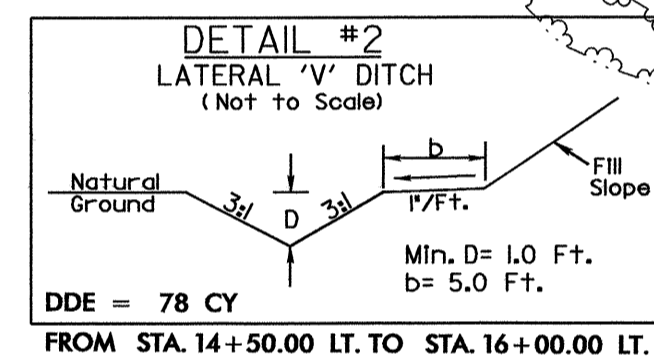 DETAIL #2
LATERAL 'V' DITCH
(Not to Scale)
b
Natural
Ground
3:1
D
3:1
1"/Ft.
Fill
Slope
Min. D= 1.0 Ft.
b= 5.0 Ft.
DDE = 78 CY
FROM STA. 14+50.00 LT. TO STA. 16+00.00 LT.